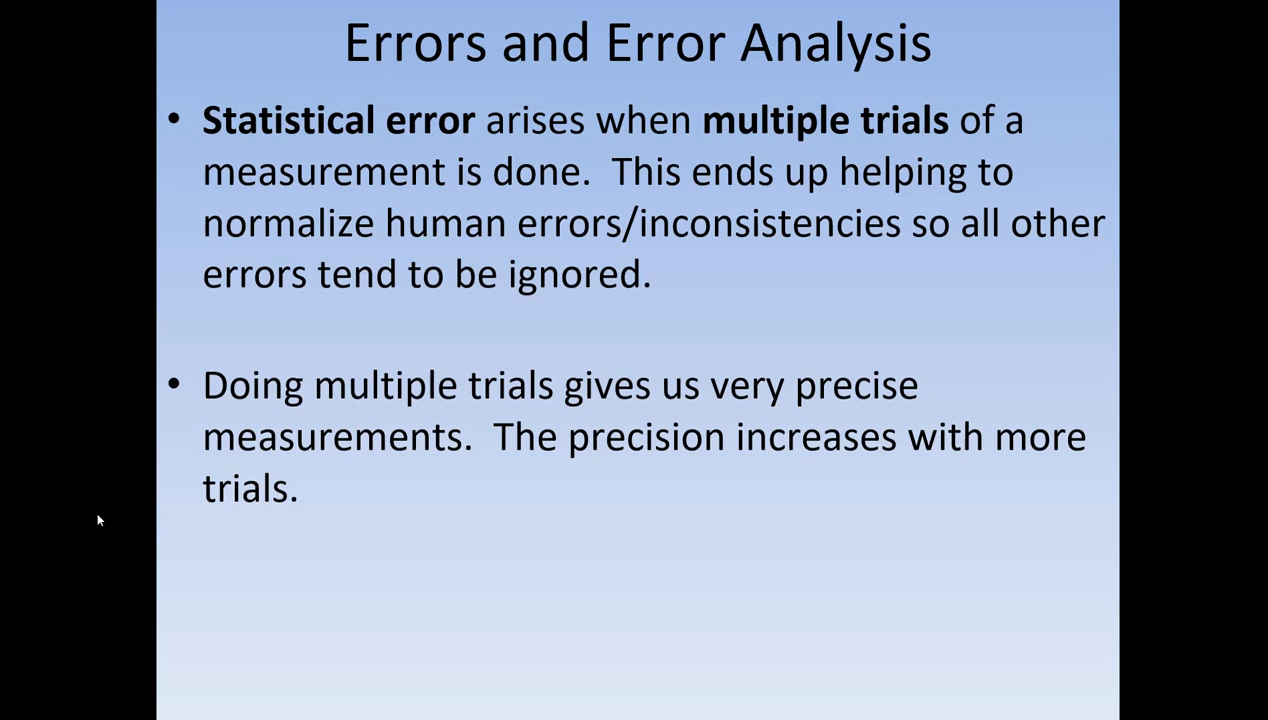 Errors and Error Analysis
• Statistical error arises when multiple trials of a
measurement is done.  This ends up helping to
normalize human errors/inconsistencies so all other
errors tend to be ignored.
• Doing multiple trials gives us very precise
measurements.  The precision increases with more
trials.